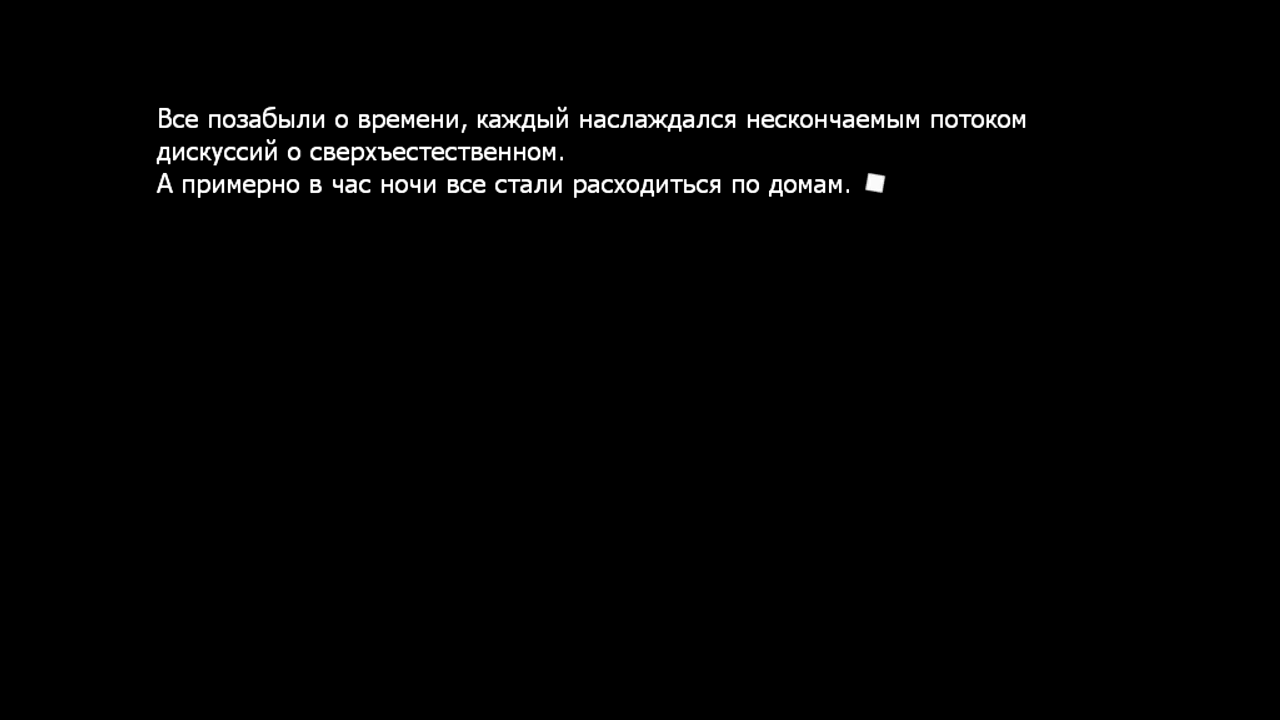 Все позабыли о времени, каждый наслаждался нескончаемым потоком
дискуссий о сверхъестественном.
А примерно в час ночи все стали расходиться по домам.